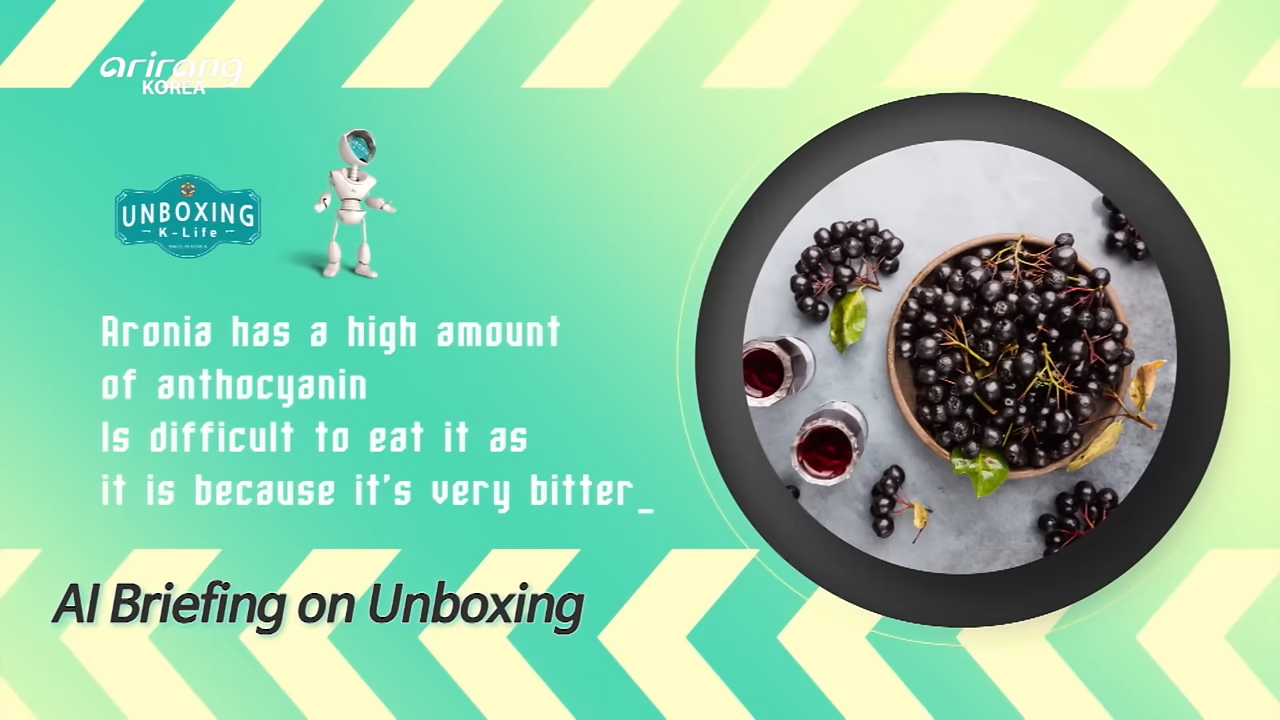 arirang
KOREA
UNBOXING
K-Life
Aronia has a high amount
of anthocyanin
Is difficult to eat it as
it is because it's very bitter_
AI Briefing on Unboxing